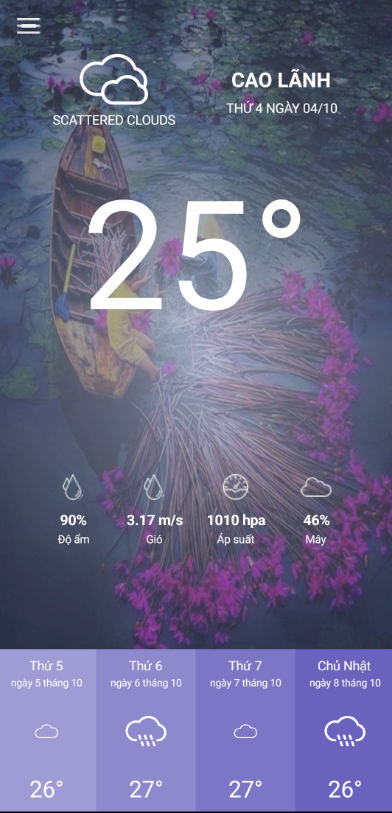 SCATTERED CLOUDS
CAO LÃNH
THỨ 4 NGÀY 04/10
25°
90%
Độ ẩm
3.17 m/s
Gió
1010 hpa
Áp suất
46%
Mây
Thứ 5
ngày 5 tháng 10
26°
Thứ 6
ngày 6 tháng 10
27°
Thứ 7
ngày 7 tháng 10
27°
Chủ Nhật
ngày 8 tháng 10
26°